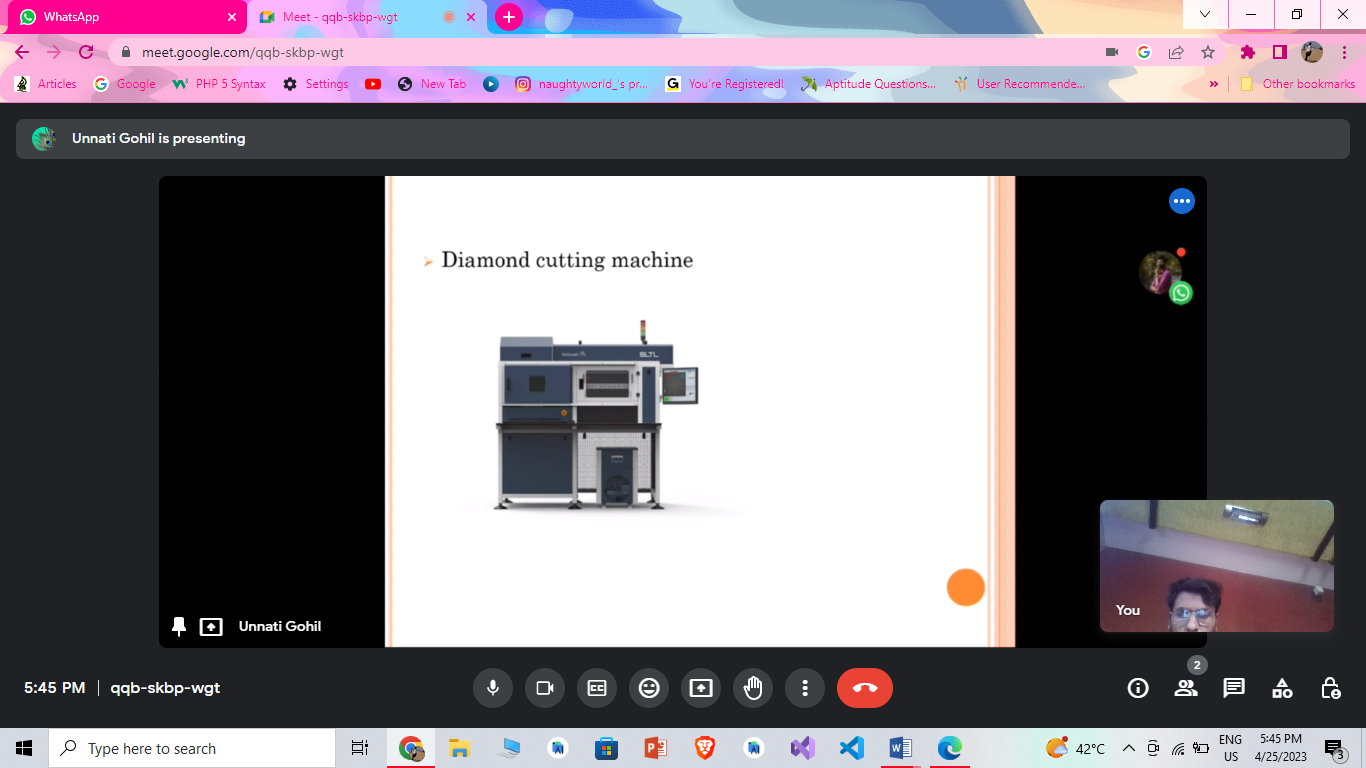 WhatsApp
Meet - qqb-skbp-wgt
meet.google.com/qqb-skbp-wgt
Articles
Google
PHP 5 Syntax
Settings
New Tab
naughtyworld_'s pr...
You're Registered!
Aptitude Questions...
User Recommende...
»
Other bookmarks
Unnati Gohil is presenting
Diamond cutting machine
SLTL
Unnati Gohil
You
5:45 PM | qqb-skbp-wgt
2
Type here to search
42°C
ENG
US
5:45 PM
4/25/2023
3